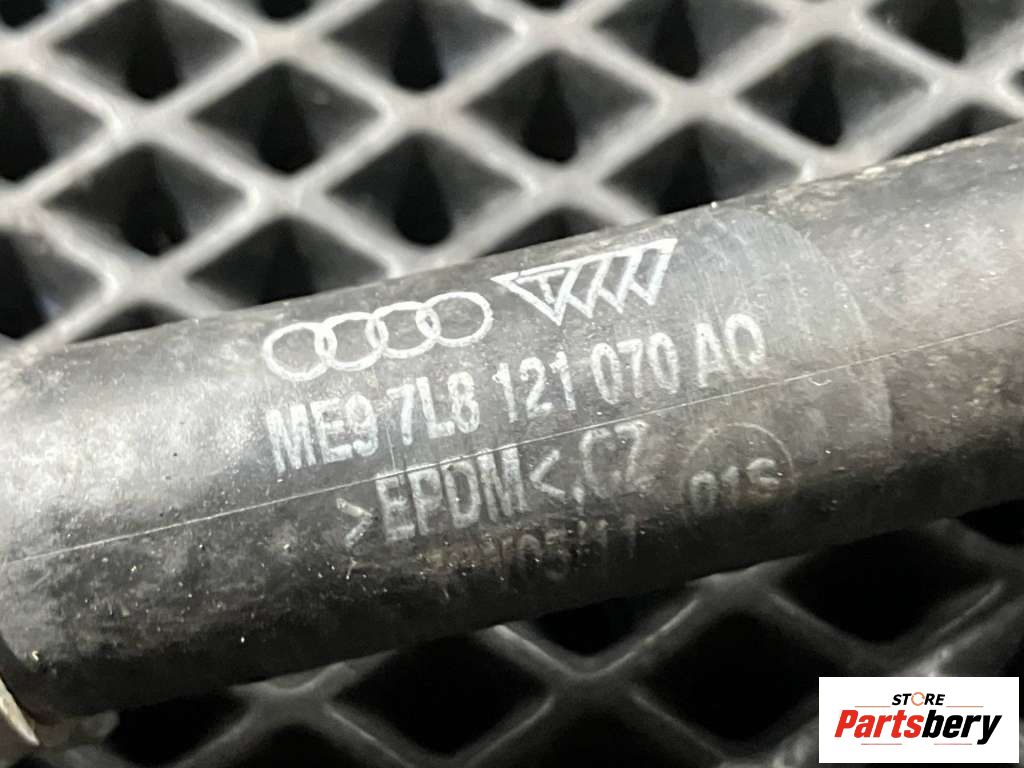 ME9 7L8 121 070 AQ
>EPDM<,CZ
STORE
Partsbery